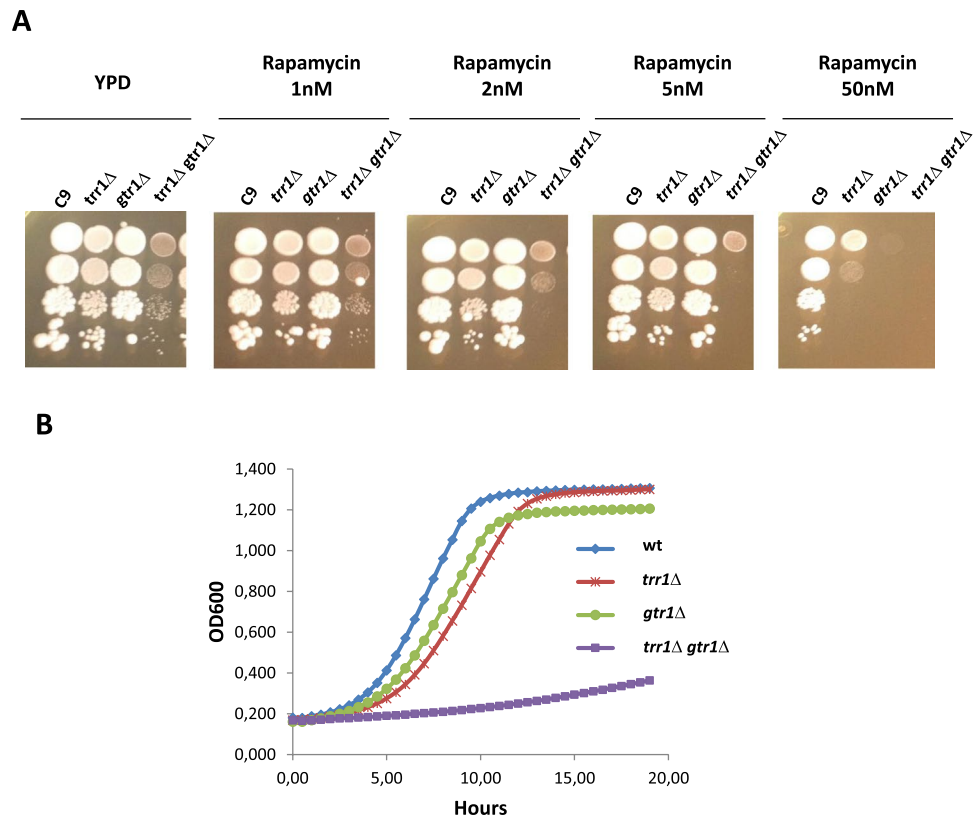 A
YPD
Rapamycin
1nM
Rapamycin
2nM
Rapamycin
5nM
Rapamycin
50nM
C9
trr1Δ
gtr1Δ
trr1Δ gtr1Δ
C9
trr1Δ
gtr1Δ
trr1Δ gtr1Δ
C9
trr1Δ
gtr1Δ
trr1Δ gtr1Δ
C9
trr1Δ
gtr1Δ
trr1Δ gtr1Δ
C9
trr1Δ
gtr1Δ
trr1Δ gtr1Δ
B
1,400
1,200
1,000
0,800
0,600
0,400
0,200
0,000
OD600
0,00
5,00
10,00
15,00
20,00
Hours
wt
trr1Δ
gtr1Δ
trr1Δ gtr1Δ